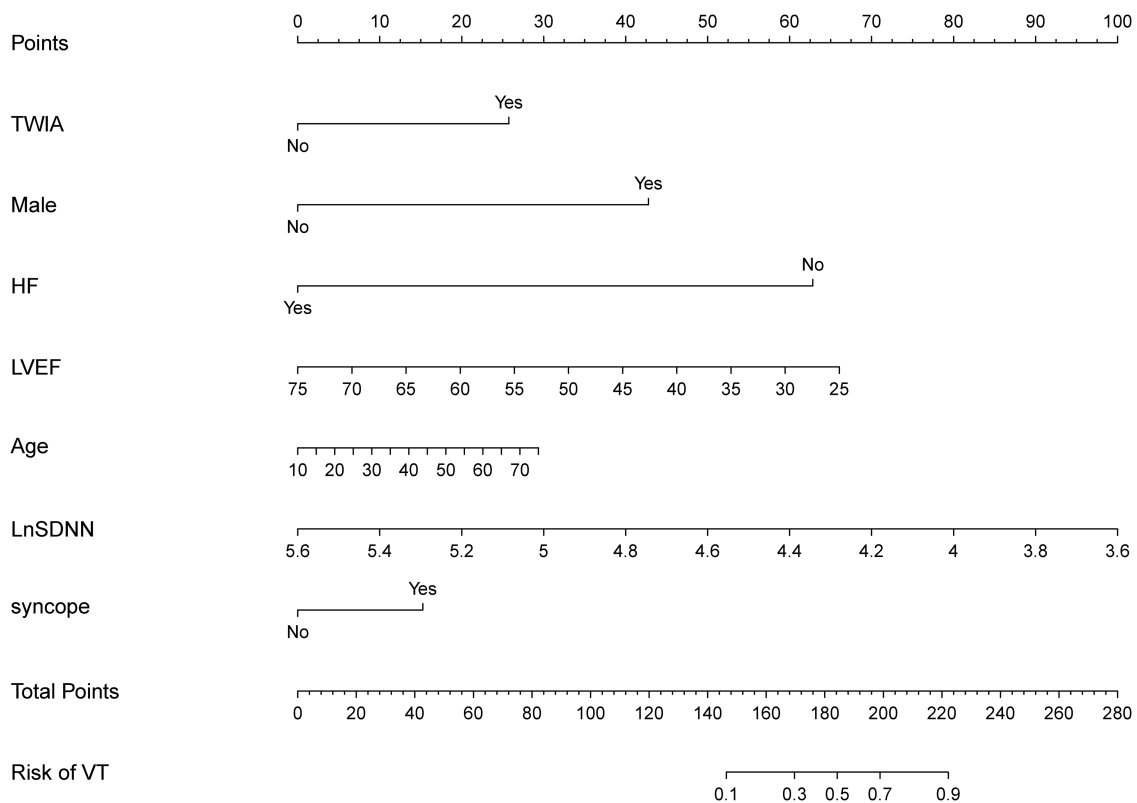 0 10 20 30 40 50 60 70 80 90 100
Points
Yes
TWIA
No
Yes
Male
No
No
HF
Yes
LVEF
75 70 65 60 55 50 45 40 35 30 25
Age
10 20 30 40 50 60 70
LnSDNN
5.6 5.4 5.2 5 4.8 4.6 4.4 4.2 4 3.8 3.6
Yes
syncope
No
Total Points
0 20 40 60 80 100 120 140 160 180 200 220 240 260 280
Risk of VT
0.1 0.3 0.5 0.7 0.9